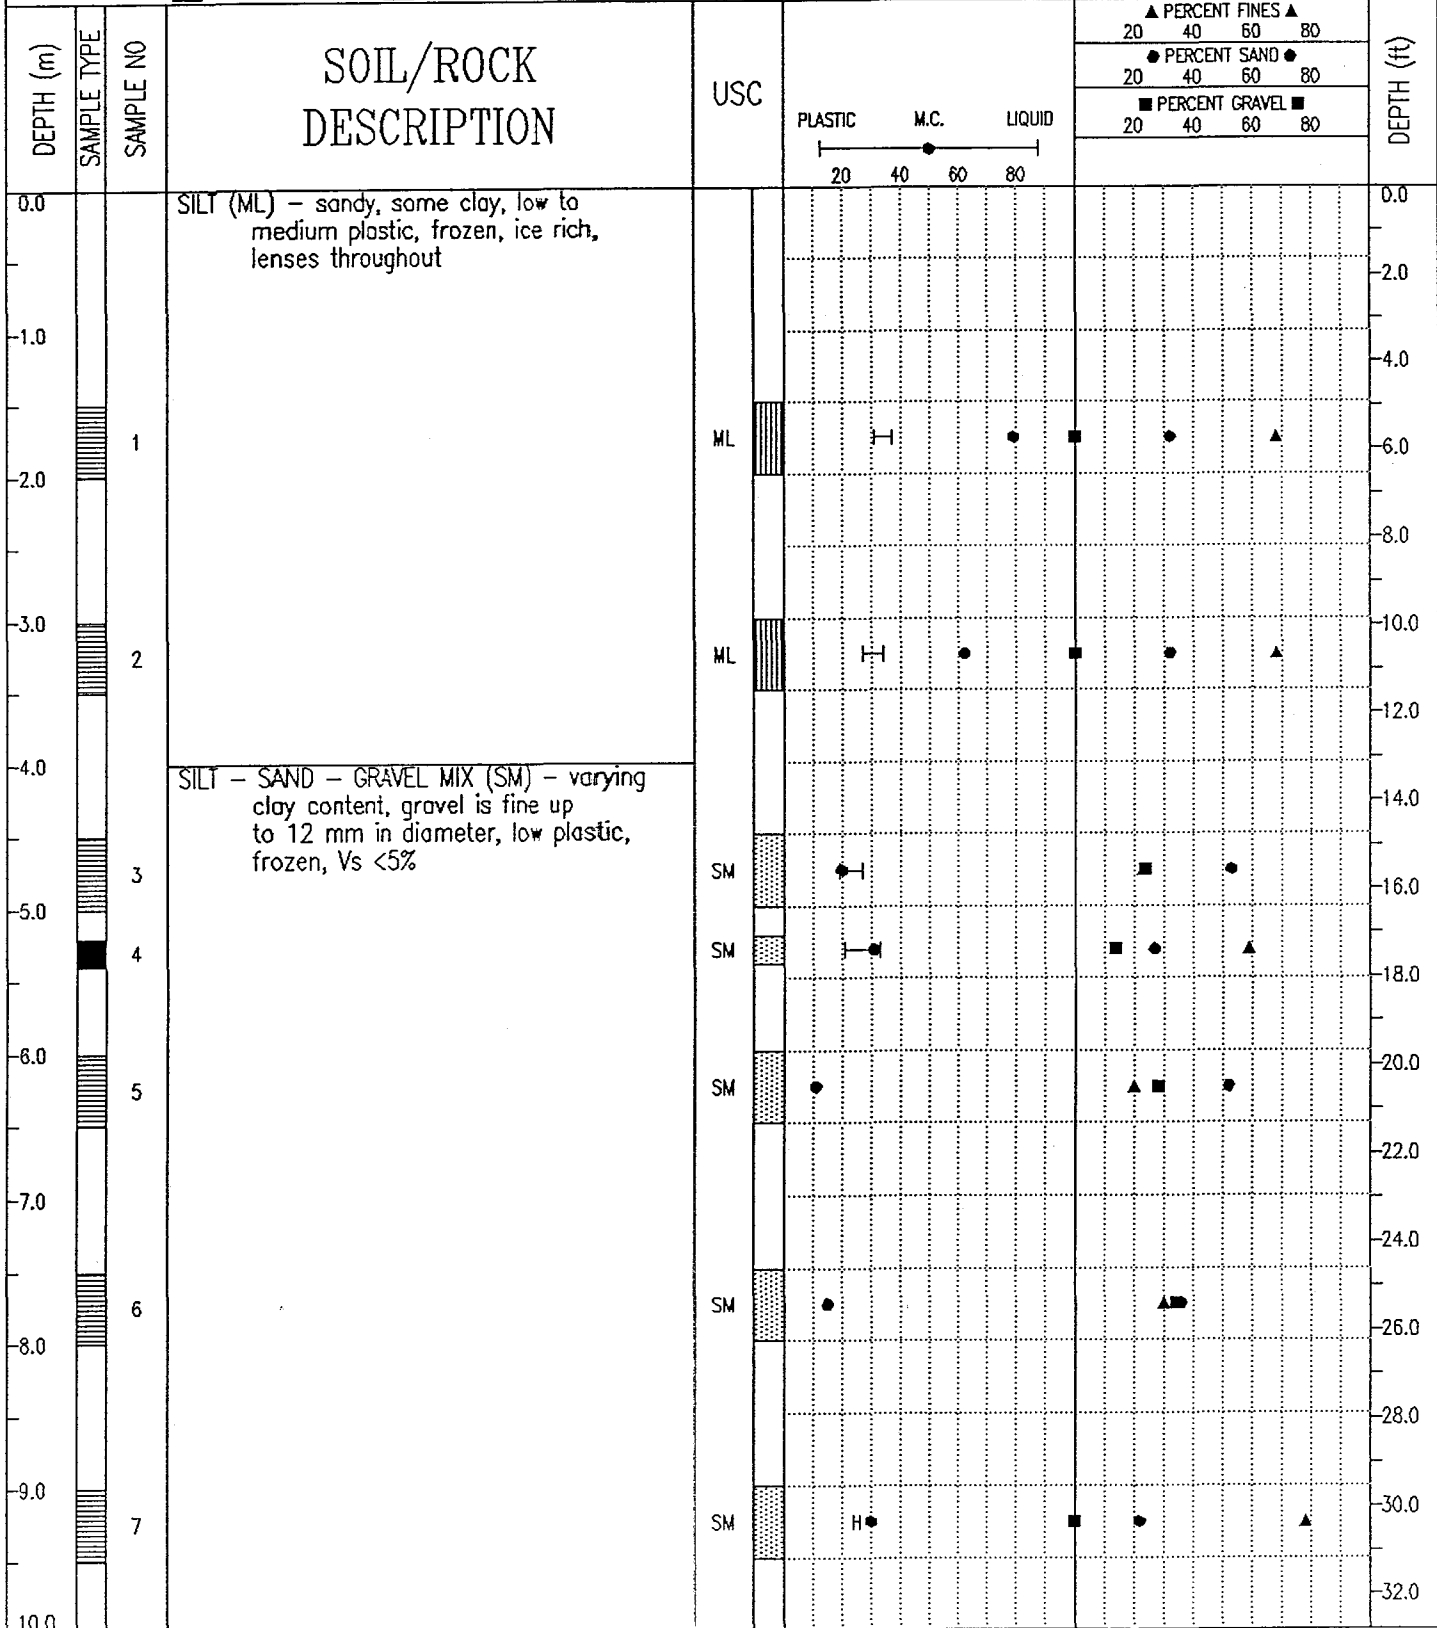 DEPTH (m)
SAMPLE TYPE
SAMPLE NO
SOIL/ROCK
DESCRIPTION
USC
PLASTIC M.C. LIQUID
20 40 60 80
▲ PERCENT FINES ▲
20 40 60 80
● PERCENT SAND ●
20 40 60 80
■ PERCENT GRAVEL ■
20 40 60 80
DEPTH (ft)
0.0
SILT (ML) – sandy, some clay, low to
medium plastic, frozen, ice rich,
lenses throughout
0.0
2.0
1.0
4.0
1
ML
6.0
2.0
8.0
3.0
10.0
2
ML
12.0
4.0
SILT – SAND – GRAVEL MIX (SM) – varying
clay content, gravel is fine up
to 12 mm in diameter, low plastic,
frozen, Vs <5%
14.0
3
SM
16.0
5.0
4
SM
18.0
6.0
20.0
5
SM
22.0
7.0
24.0
6
SM
26.0
8.0
28.0
9.0
30.0
7
SM
32.0
10.0